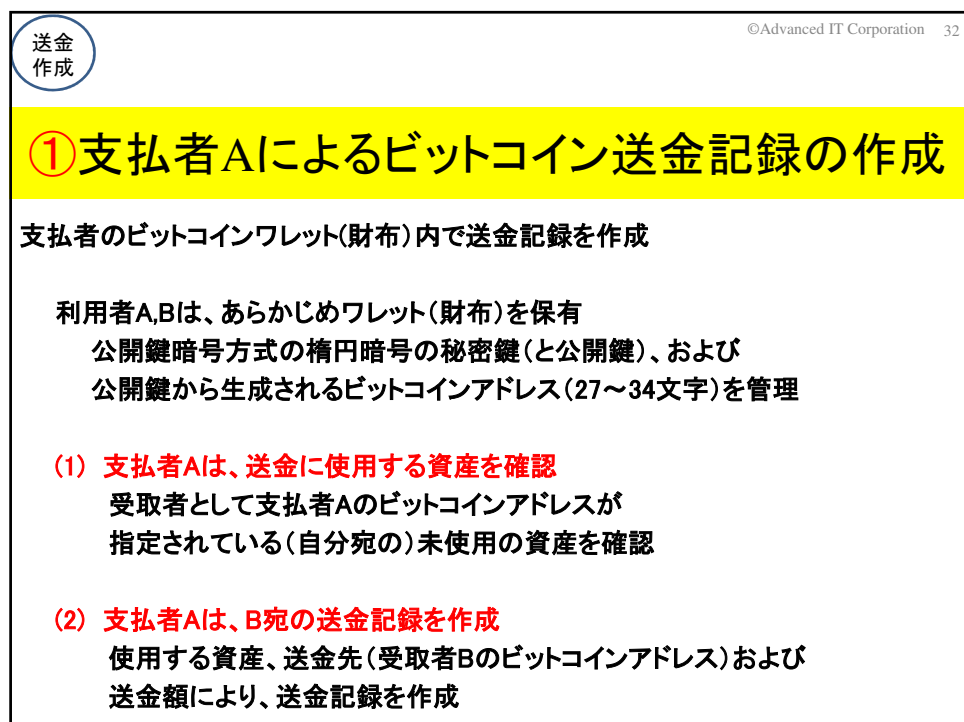 ©Advanced IT Corporation 32
送金
作成
①支払者Aによるビットコイン送金記録の作成
支払者のビットコインワレット(財布)内で送金記録を作成
利用者A,Bは、あらかじめワレット（財布）を保有
公開鍵暗号方式の楕円暗号の秘密鍵（と公開鍵）、および
公開鍵から生成されるビットコインアドレス（27～34文字）を管理
(1) 支払者Aは、送金に使用する資産を確認
受取者として支払者Aのビットコインアドレスが
指定されている（自分宛の）未使用の資産を確認
(2) 支払者Aは、B宛の送金記録を作成
使用する資産、送金先（受取者Bのビットコインアドレス）および
送金額により、送金記録を作成